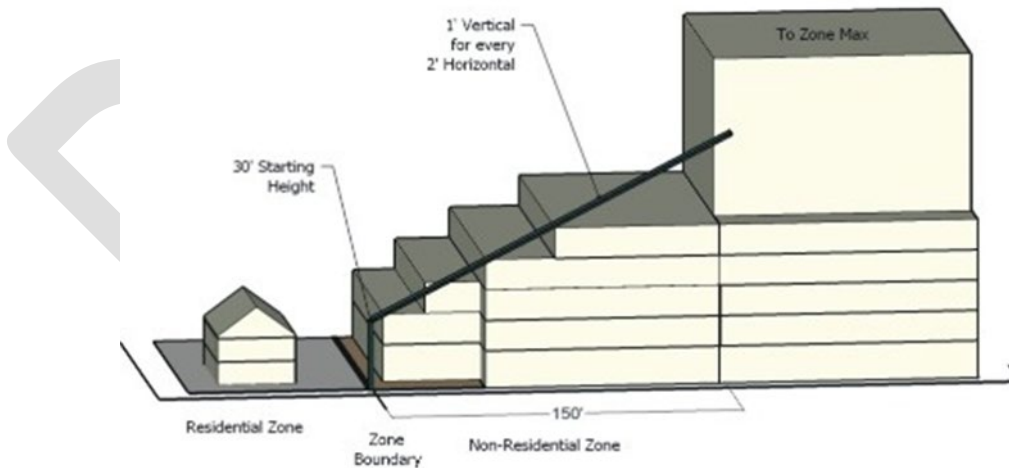 1' Vertical
for every
2' Horizontal
To Zone Max
30' Starting
Height
150'
Residential Zone
Zone
Boundary
Non-Residential Zone